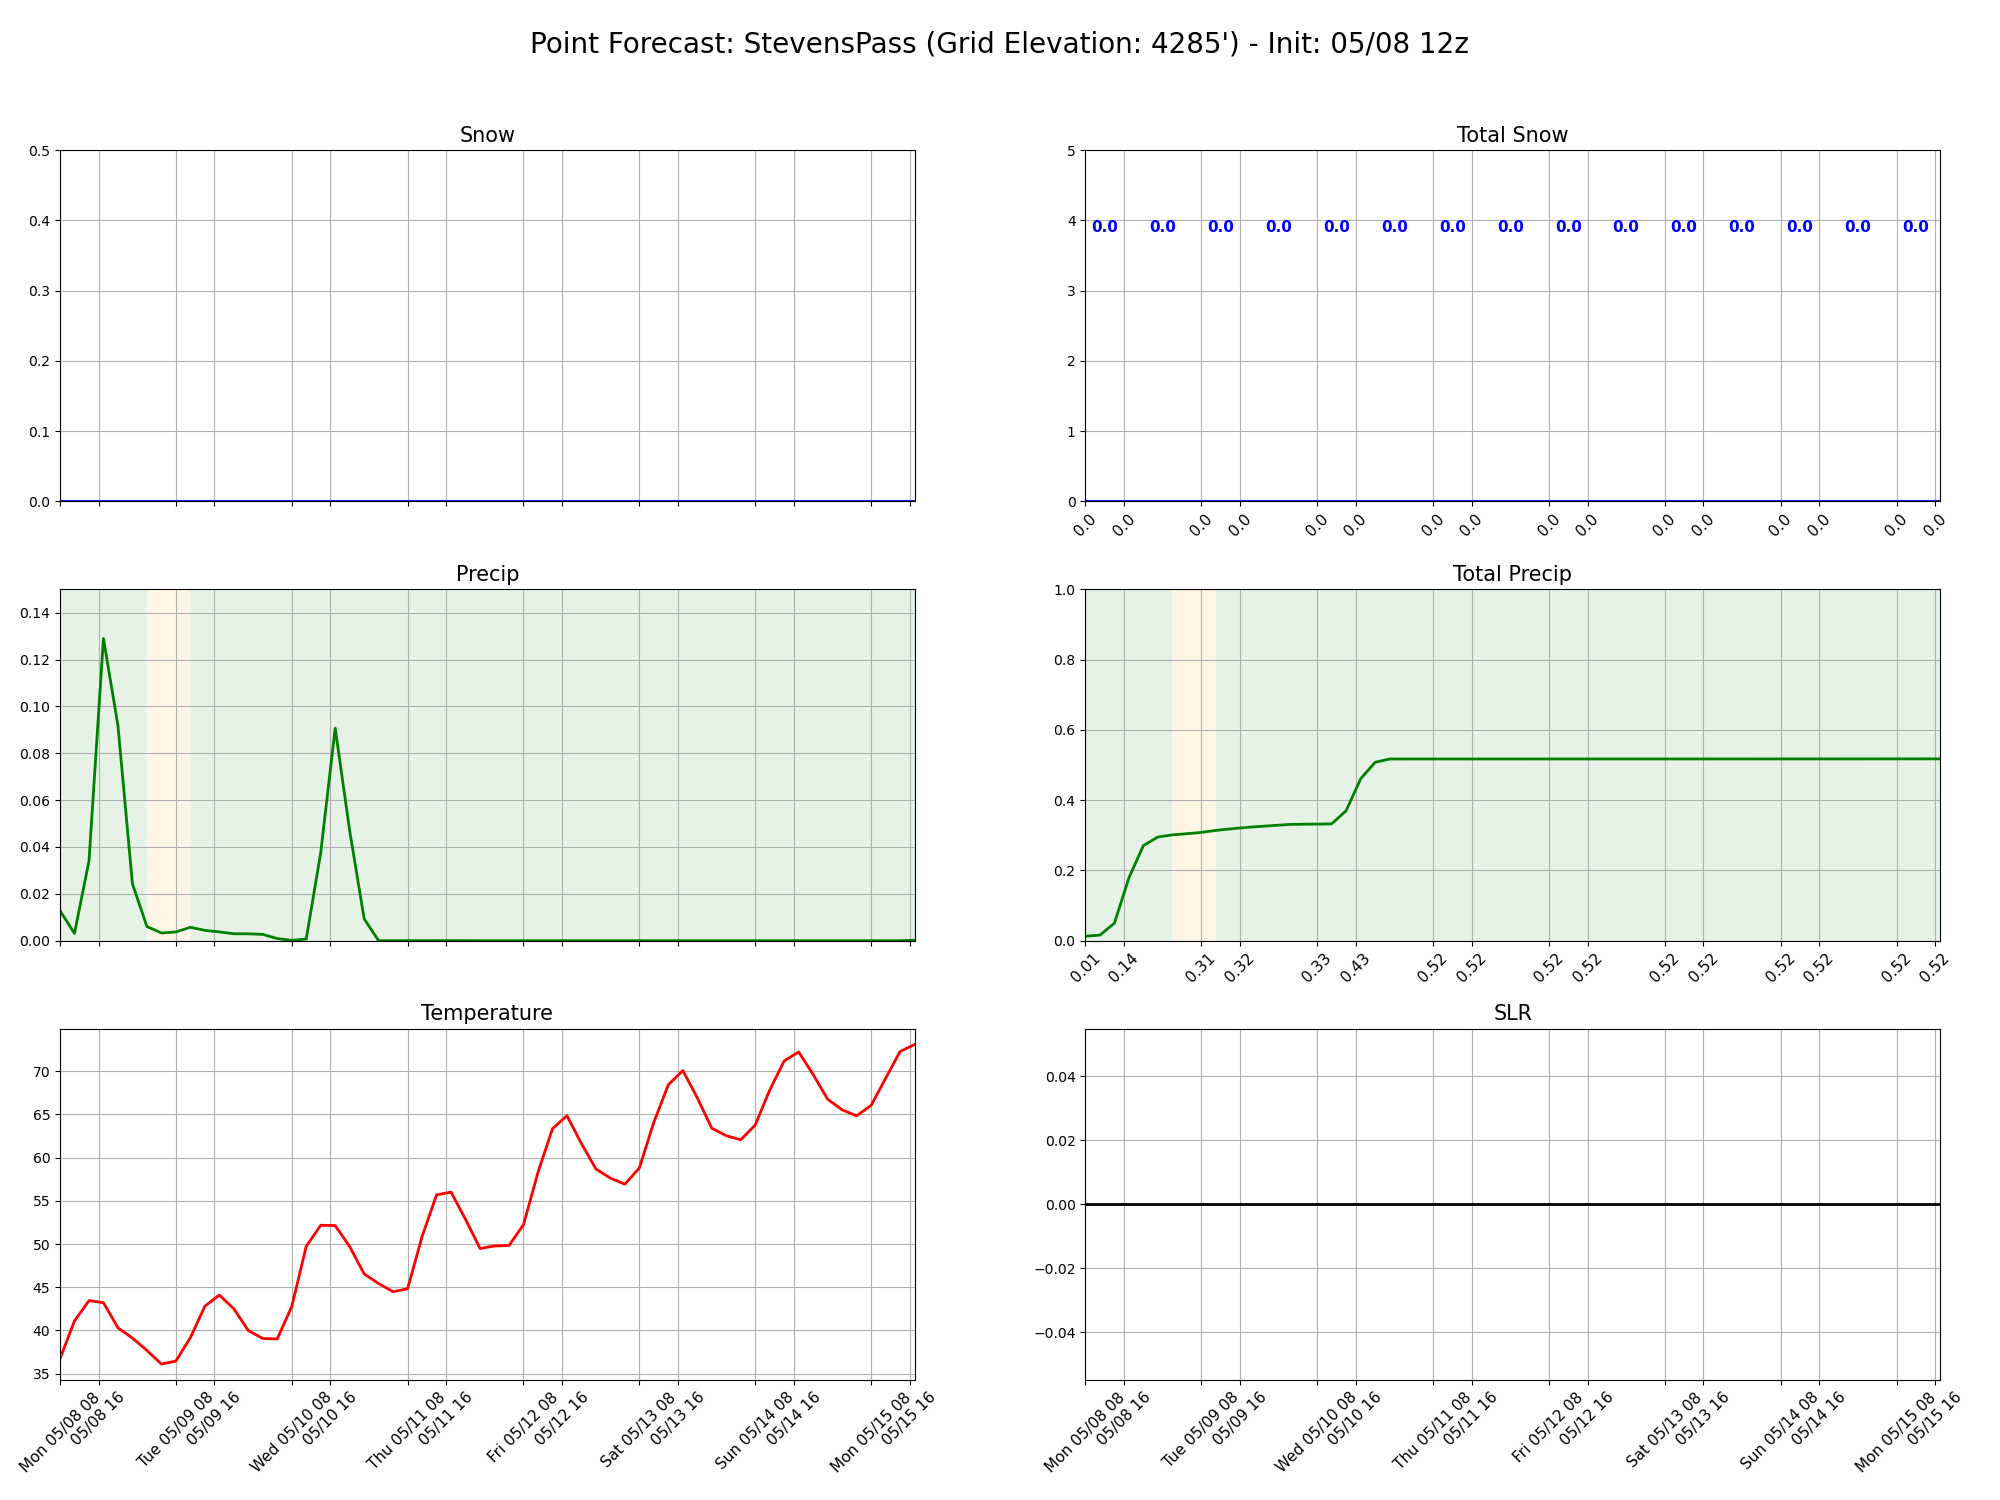 Point Forecast: StevensPass (Grid Elevation: 4285') - Init: 05/08 12z
Snow
0.5
0.4
0.3
0.2
0.1
0.0
Total Snow
5
4
3
2
1
0
0.0 0.0 0.0 0.0 0.0 0.0 0.0 0.0 0.0 0.0 0.0 0.0 0.0 0.0 0.0
0.0 0.0 0.0 0.0 0.0 0.0 0.0 0.0 0.0 0.0 0.0 0.0 0.0 0.0 0.0 0.0
Precip
0.14
0.12
0.10
0.08
0.06
0.04
0.02
0.00
Total Precip
1.0
0.8
0.6
0.4
0.2
0.0
0.01 0.14 0.31 0.32 0.33 0.43 0.52 0.52 0.52 0.52 0.52 0.52 0.52 0.52 0.52 0.52
Temperature
70
65
60
55
50
45
40
35
Mon 05/08 08
05/08 16
Tue 05/09 08
05/09 16
Wed 05/10 08
05/10 16
Thu 05/11 08
05/11 16
Fri 05/12 08
05/12 16
Sat 05/13 08
05/13 16
Sun 05/14 08
05/14 16
Mon 05/15 08
05/15 16
SLR
0.04
0.02
0.00
−0.02
−0.04
Mon 05/08 08
05/08 16
Tue 05/09 08
05/09 16
Wed 05/10 08
05/10 16
Thu 05/11 08
05/11 16
Fri 05/12 08
05/12 16
Sat 05/13 08
05/13 16
Sun 05/14 08
05/14 16
Mon 05/15 08
05/15 16